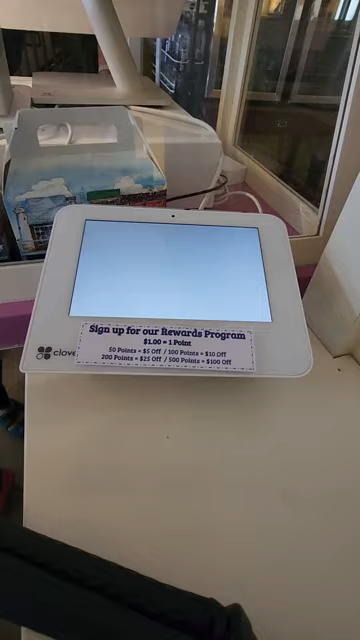 Sign up for our Rewards Program
$1.00 = 1 Point
50 Points = $5 Off / 100 Points = $10 Off
200 Points = $25 Off / 500 Points = $100 Off
clove